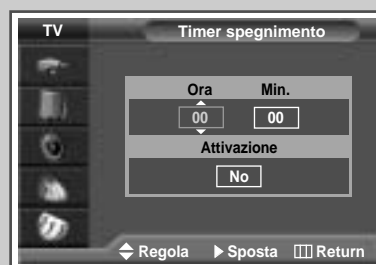 TV Timer spegnimento
Ora Min.
00 00
Attivazione
No
Regola Sposta Return